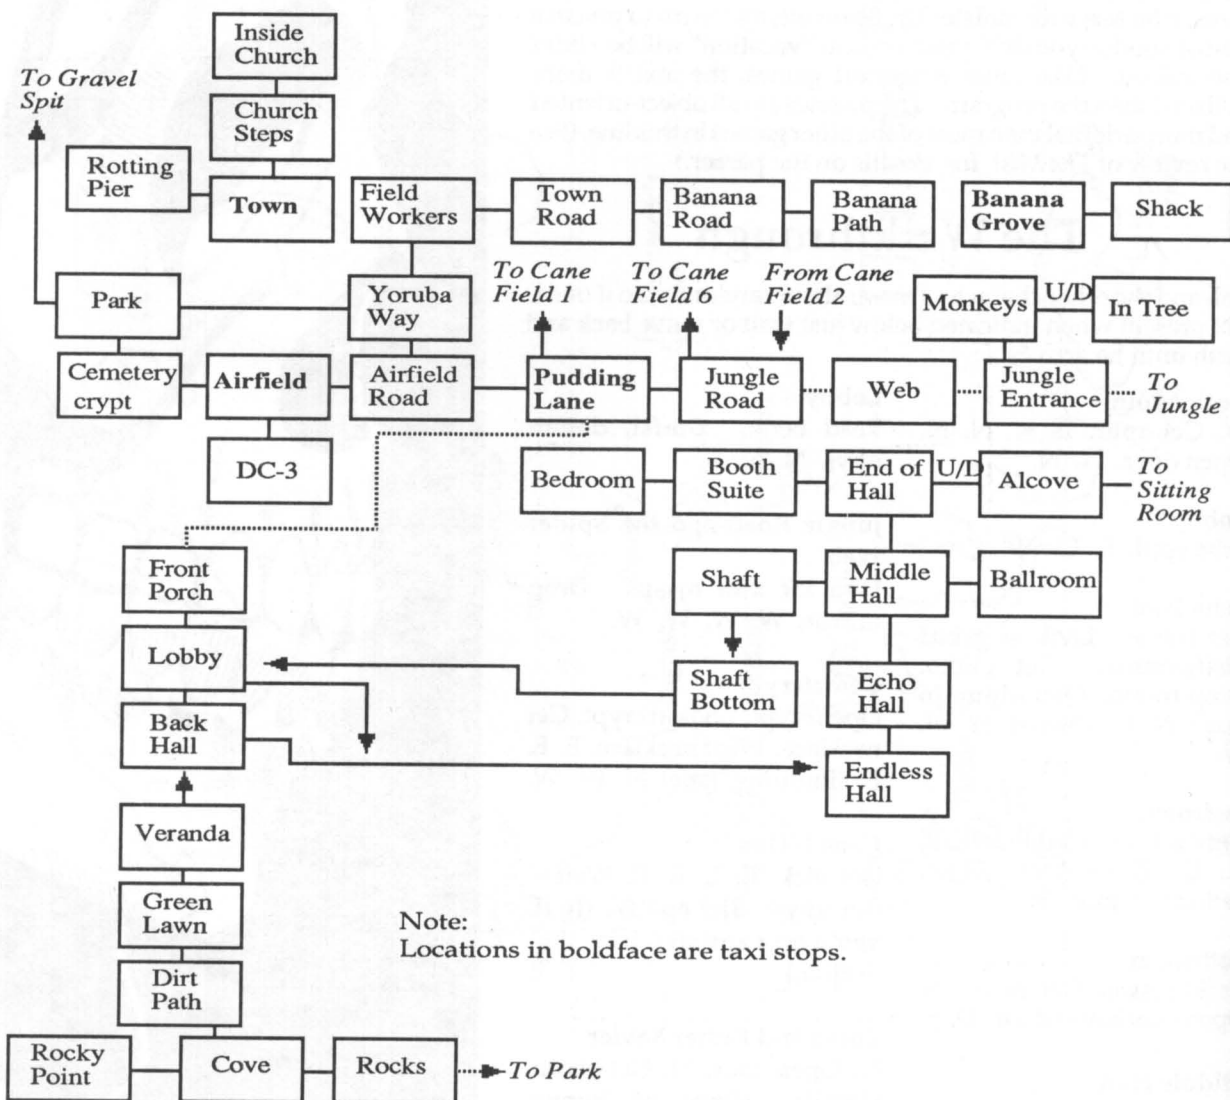 Inside
Church
To Gravel
Spit
Church
Steps
Rotting
Pier
Town
Field
Workers
Town
Road
Banana
Road
Banana
Path
Banana
Grove
Shack
To Cane
Field 1
To Cane
Field 6
From Cane
Field 2
Park
Yoruba
Way
Monkeys
U/D
In Tree
Cemetery
crypt
Airfield
Airfield
Road
Pudding
Lane
Jungle
Road
Web
Jungle
Entrance
To
Jungle
DC-3
Bedroom
Booth
Suite
End of
Hall
U/D
Alcove
To
Sitting
Room
Front
Porch
Shaft
Middle
Hall
Ballroom
Lobby
Shaft
Bottom
Echo
Hall
Back
Hall
Endless
Hall
Veranda
Green
Lawn
Note:
Locations in boldface are taxi stops.
Dirt
Path
Rocky
Point
Cove
Rocks
To Park